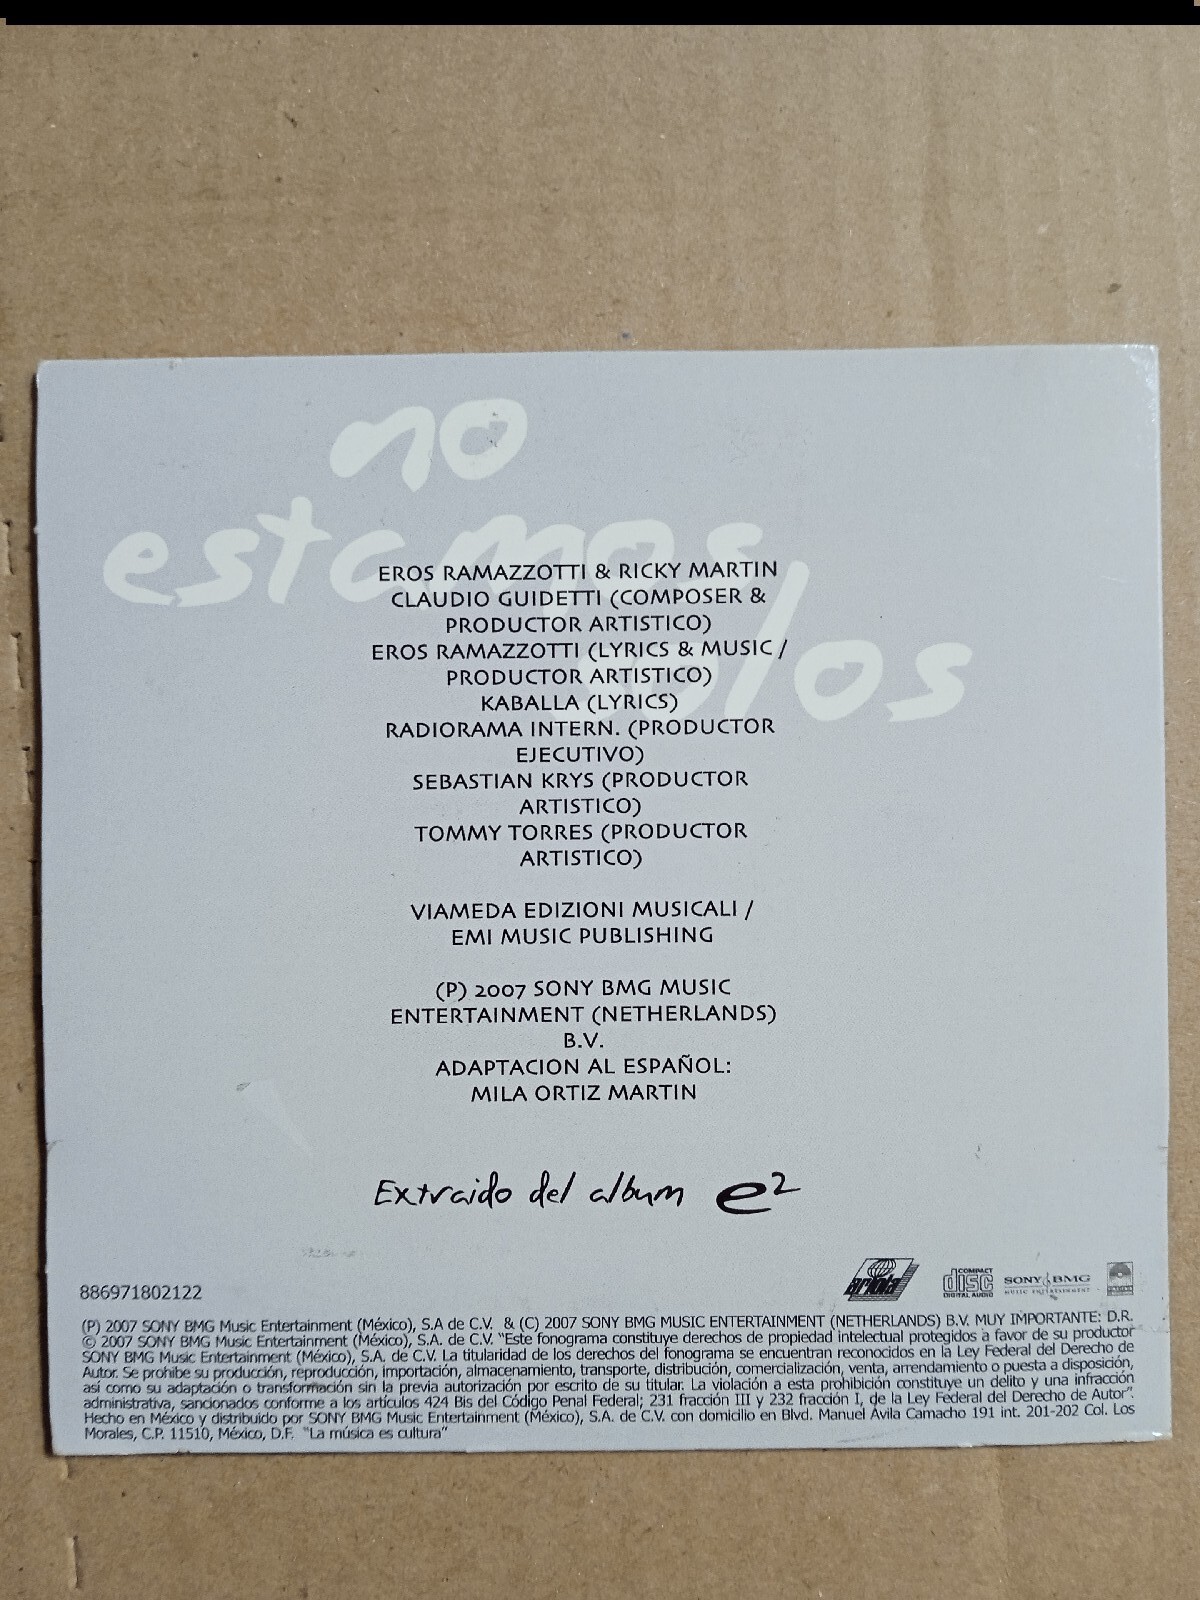 no
estamos
solos
EROS RAMAZZOTTI & RICKY MARTIN
CLAUDIO GUIDETTI (COMPOSER &
PRODUCTOR ARTISTICO)
EROS RAMAZZOTTI (LYRICS & MUSIC /
PRODUCTOR ARTISTICO)
KABALLA (LYRICS)
RADIORAMA INTERN. (PRODUCTOR
EJECUTIVO)
SEBASTIAN KRYS (PRODUCTOR
ARTISTICO)
TOMMY TORRES (PRODUCTOR
ARTISTICO)
VIAMEDA EDIZIONI MUSICALI /
EMI MUSIC PUBLISHING
(P) 2007 SONY BMG MUSIC
ENTERTAINMENT (NETHERLANDS)
B.V.
ADAPTACION AL ESPAÑOL:
MILA ORTIZ MARTIN
Extraido del album e²
886971802122
ariola
COMPACT
disc
DIGITAL AUDIO
SONY BMG
MUSIC ENTERTAINMENT
(P) 2007 SONY BMG Music Entertainment (México), S.A de C.V. & (C) 2007 SONY BMG MUSIC ENTERTAINMENT (NETHERLANDS) B.V. MUY IMPORTANTE: D.R.
© 2007 SONY BMG Music Entertainment (México), S.A. de C.V. "Este fonograma constituye derechos de propiedad intelectual protegidos a favor de su productor
SONY BMG Music Entertainment (México), S.A. de C.V. La titularidad de los derechos del fonograma se encuentran reconocidos en la Ley Federal del Derecho de
Autor. Se prohibe su producción, reproducción, importación, almacenamiento, transporte, distribución, comercialización, venta, arrendamiento o puesta a disposición,
así como su adaptación o transformación sin la previa autorización por escrito de su titular. La violación a esta prohibición constituye un delito y una infracción
administrativa, sancionados conforme a los artículos 424 Bis del Código Penal Federal; 231 fracción III y 232 fracción I, de la Ley Federal del Derecho de Autor".
Hecho en México y distribuido por SONY BMG Music Entertainment (México), S.A. de C.V. con domicilio en Blvd. Manuel Ávila Camacho 191 int. 201-202 Col. Los
Morales, C.P. 11510, México, D.F. "La música es cultura"